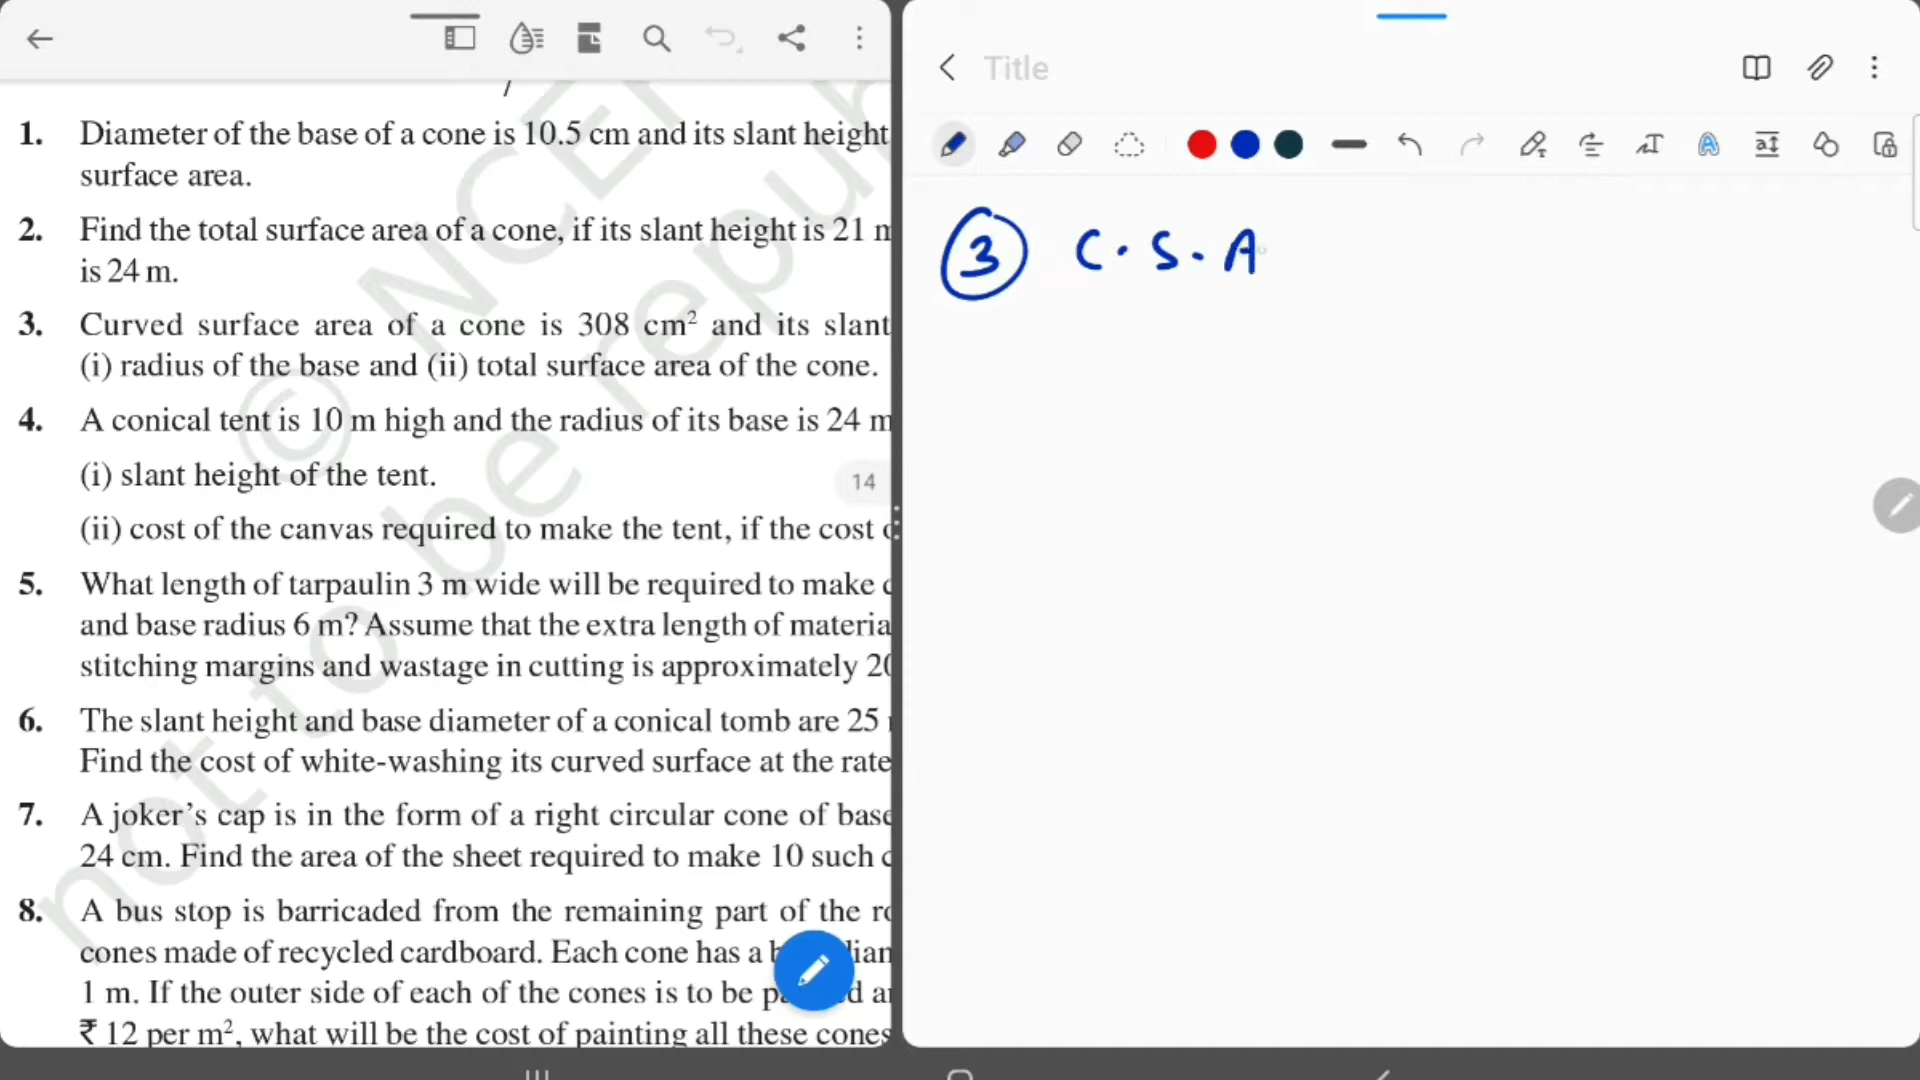 Title
1. Diameter of the base of a cone is 10.5 cm and its slant height
surface area.
2. Find the total surface area of a cone, if its slant height is 21
is 24 m.
3. Curved surface area of a cone is 308 cm² and its slant
(i) radius of the base and (ii) total surface area of the cone.
4. A conical tent is 10 m high and the radius of its base is 24 m
(i) slant height of the tent.
14
(ii) cost of the canvas required to make the tent, if the cost
5. What length of tarpaulin 3 m wide will be required to make
and base radius 6 m? Assume that the extra length of materia
stitching margins and wastage in cutting is approximately
6. The slant height and base diameter of a conical tomb are 25
Find the cost of white-washing its curved surface at the rate
7. A joker's cap is in the form of a right circular cone of base
24 cm. Find the area of the sheet required to make 10 such
8. A bus stop is barricaded from the remaining part of the
cones made of recycled cardboard. Each cone has a
1 m. If the outer side of each of the cones is to be
₹ 12 per m², what will be the cost of painting all these cones
© NCE
not to be repu
3 C.S.A